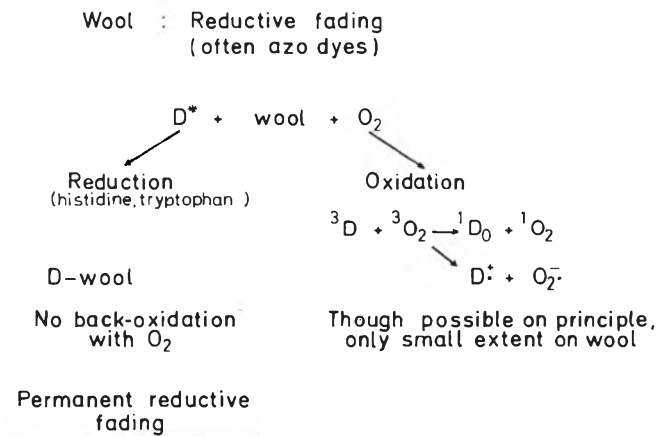 Wool : Reductive fading
(often azo dyes)
D* + wool + O₂
Reduction
(histidine, tryptophan )
Oxidation
³D + ³O₂ → ¹D₀ + ¹O₂
D⁺· + O₂⁻·
D-wool
No back-oxidation
with O₂
Though possible on principle,
only small extent on wool
Permanent reductive
fading